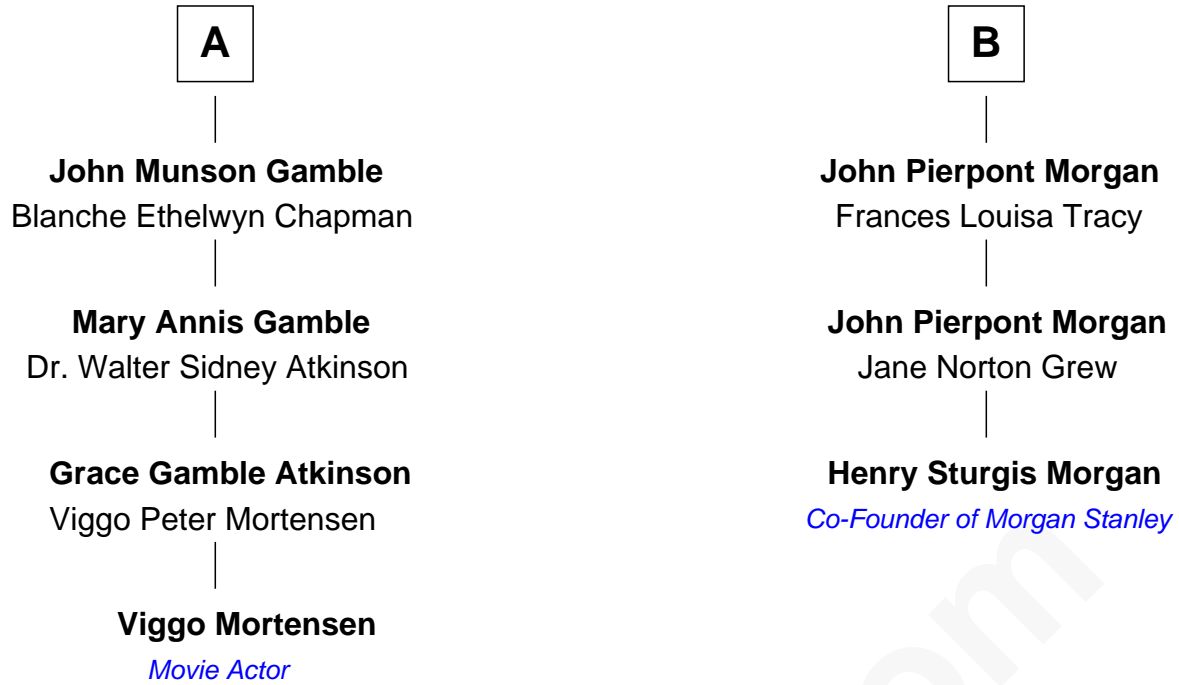 A
John Munson Gamble
Blanche Ethelwyn Chapman
Mary Annis Gamble
Dr. Walter Sidney Atkinson
Grace Gamble Atkinson
Viggo Peter Mortensen
Viggo Mortensen
Movie Actor
B
John Pierpont Morgan
Frances Louisa Tracy
John Pierpont Morgan
Jane Norton Grew
Henry Sturgis Morgan
Co-Founder of Morgan Stanley
om